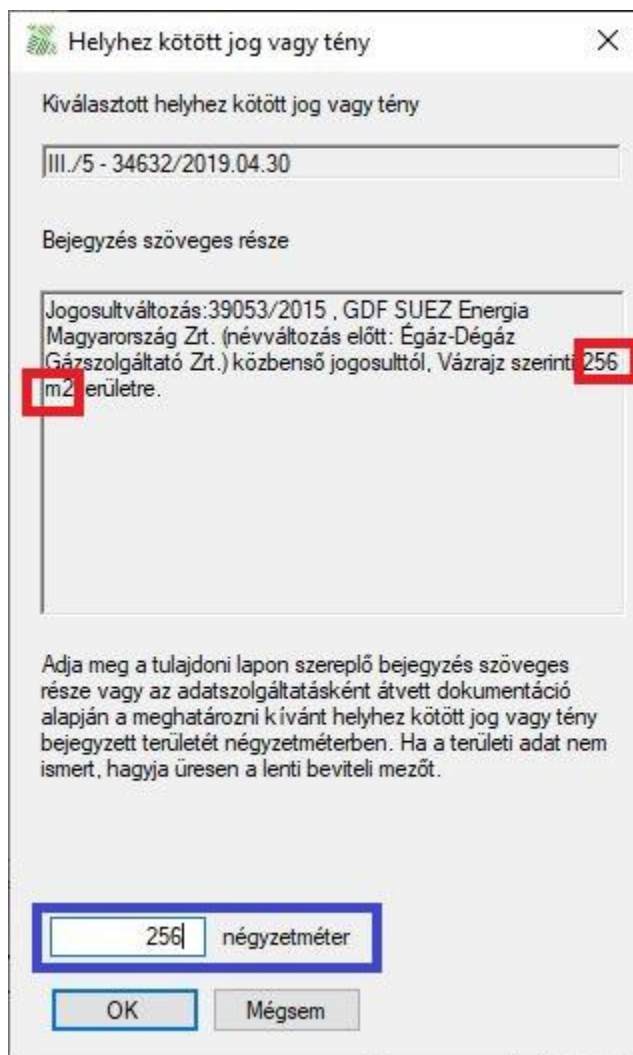 Helyhez kötött jog vagy tény
Kiválasztott helyhez kötött jog vagy tény
III./5 - 34632/2019.04.30
Bejegyzés szöveges része
Jogosultváltozás:39053/2015 , GDF SUEZ Energia
Magyarország Zrt. (névváltozás előtt: Égáz-Dégáz
Gázszolgáltató Zrt.) közbenső jogosulttól, Vázrajz szerinti 256
m2 területre.
Adja meg a tulajdoni lapon szereplő bejegyzés szöveges
része vagy az adatszolgáltatásként átvett dokumentáció
alapján a meghatározni kívánt helyhez kötött jog vagy tény
bejegyzett területét négyzetméterben. Ha a területi adat nem
ismert, hagyja üresen a lenti beviteli mezőt.
256 négyzetméter
OK Mégsem